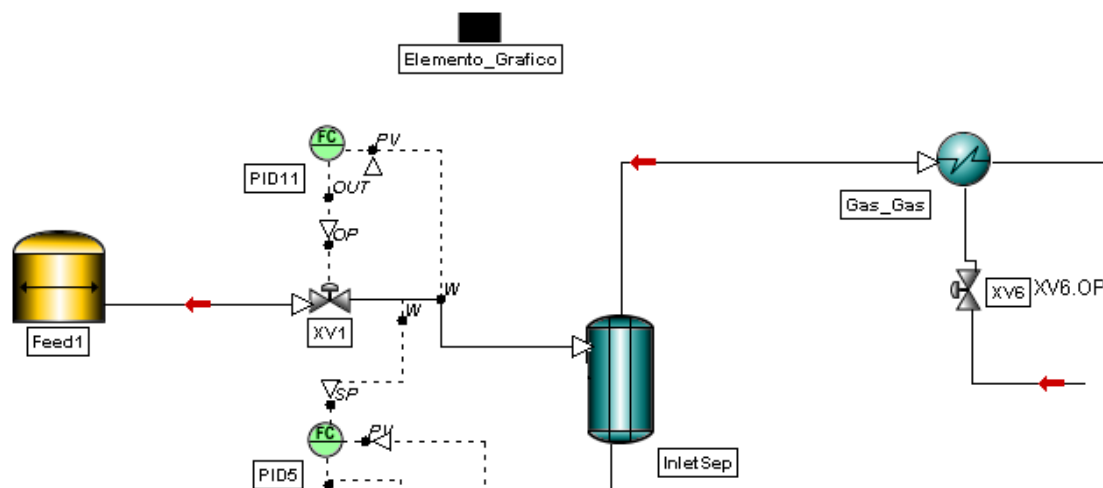 Elemento_Grafico
FC
PV
PID11
OUT
Gas_Gas
OP
W
XV6
XV6.OP
W
Feed1
XV1
SP
FC
PV
PID5
InletSep